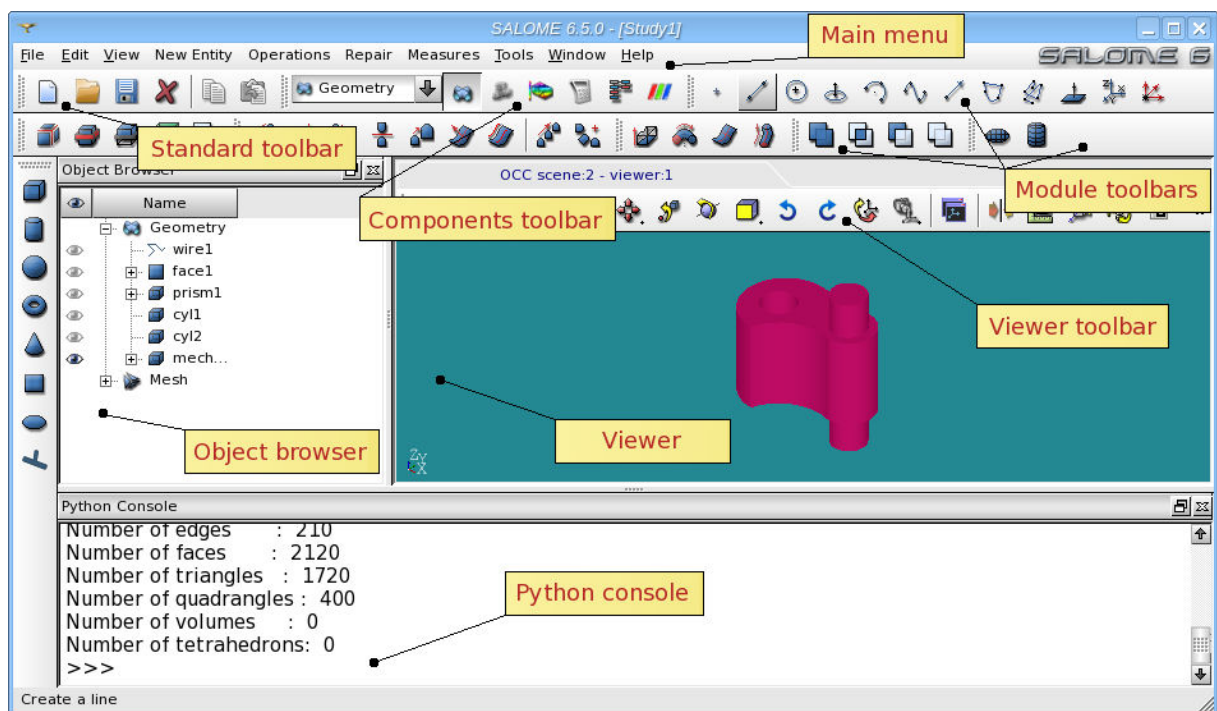 SALOME 6.5.0 - [Study1]
Main menu
File Edit View New Entity Operations Repair Measures Tools Window Help
SALOME 6
Geometry
Standard toolbar
Components toolbar
Module toolbars
Object Browser
OCC scene:2 - viewer:1
Name
Geometry
wire1
face1
prism1
cyl1
cyl2
mech...
Mesh
Viewer toolbar
Object browser
Viewer
Python Console
Number of edges : 210
Number of faces : 2120
Number of triangles : 1720
Number of quadrangles : 400
Number of volumes : 0
Number of tetrahedrons: 0
>>>
Python console
Create a line